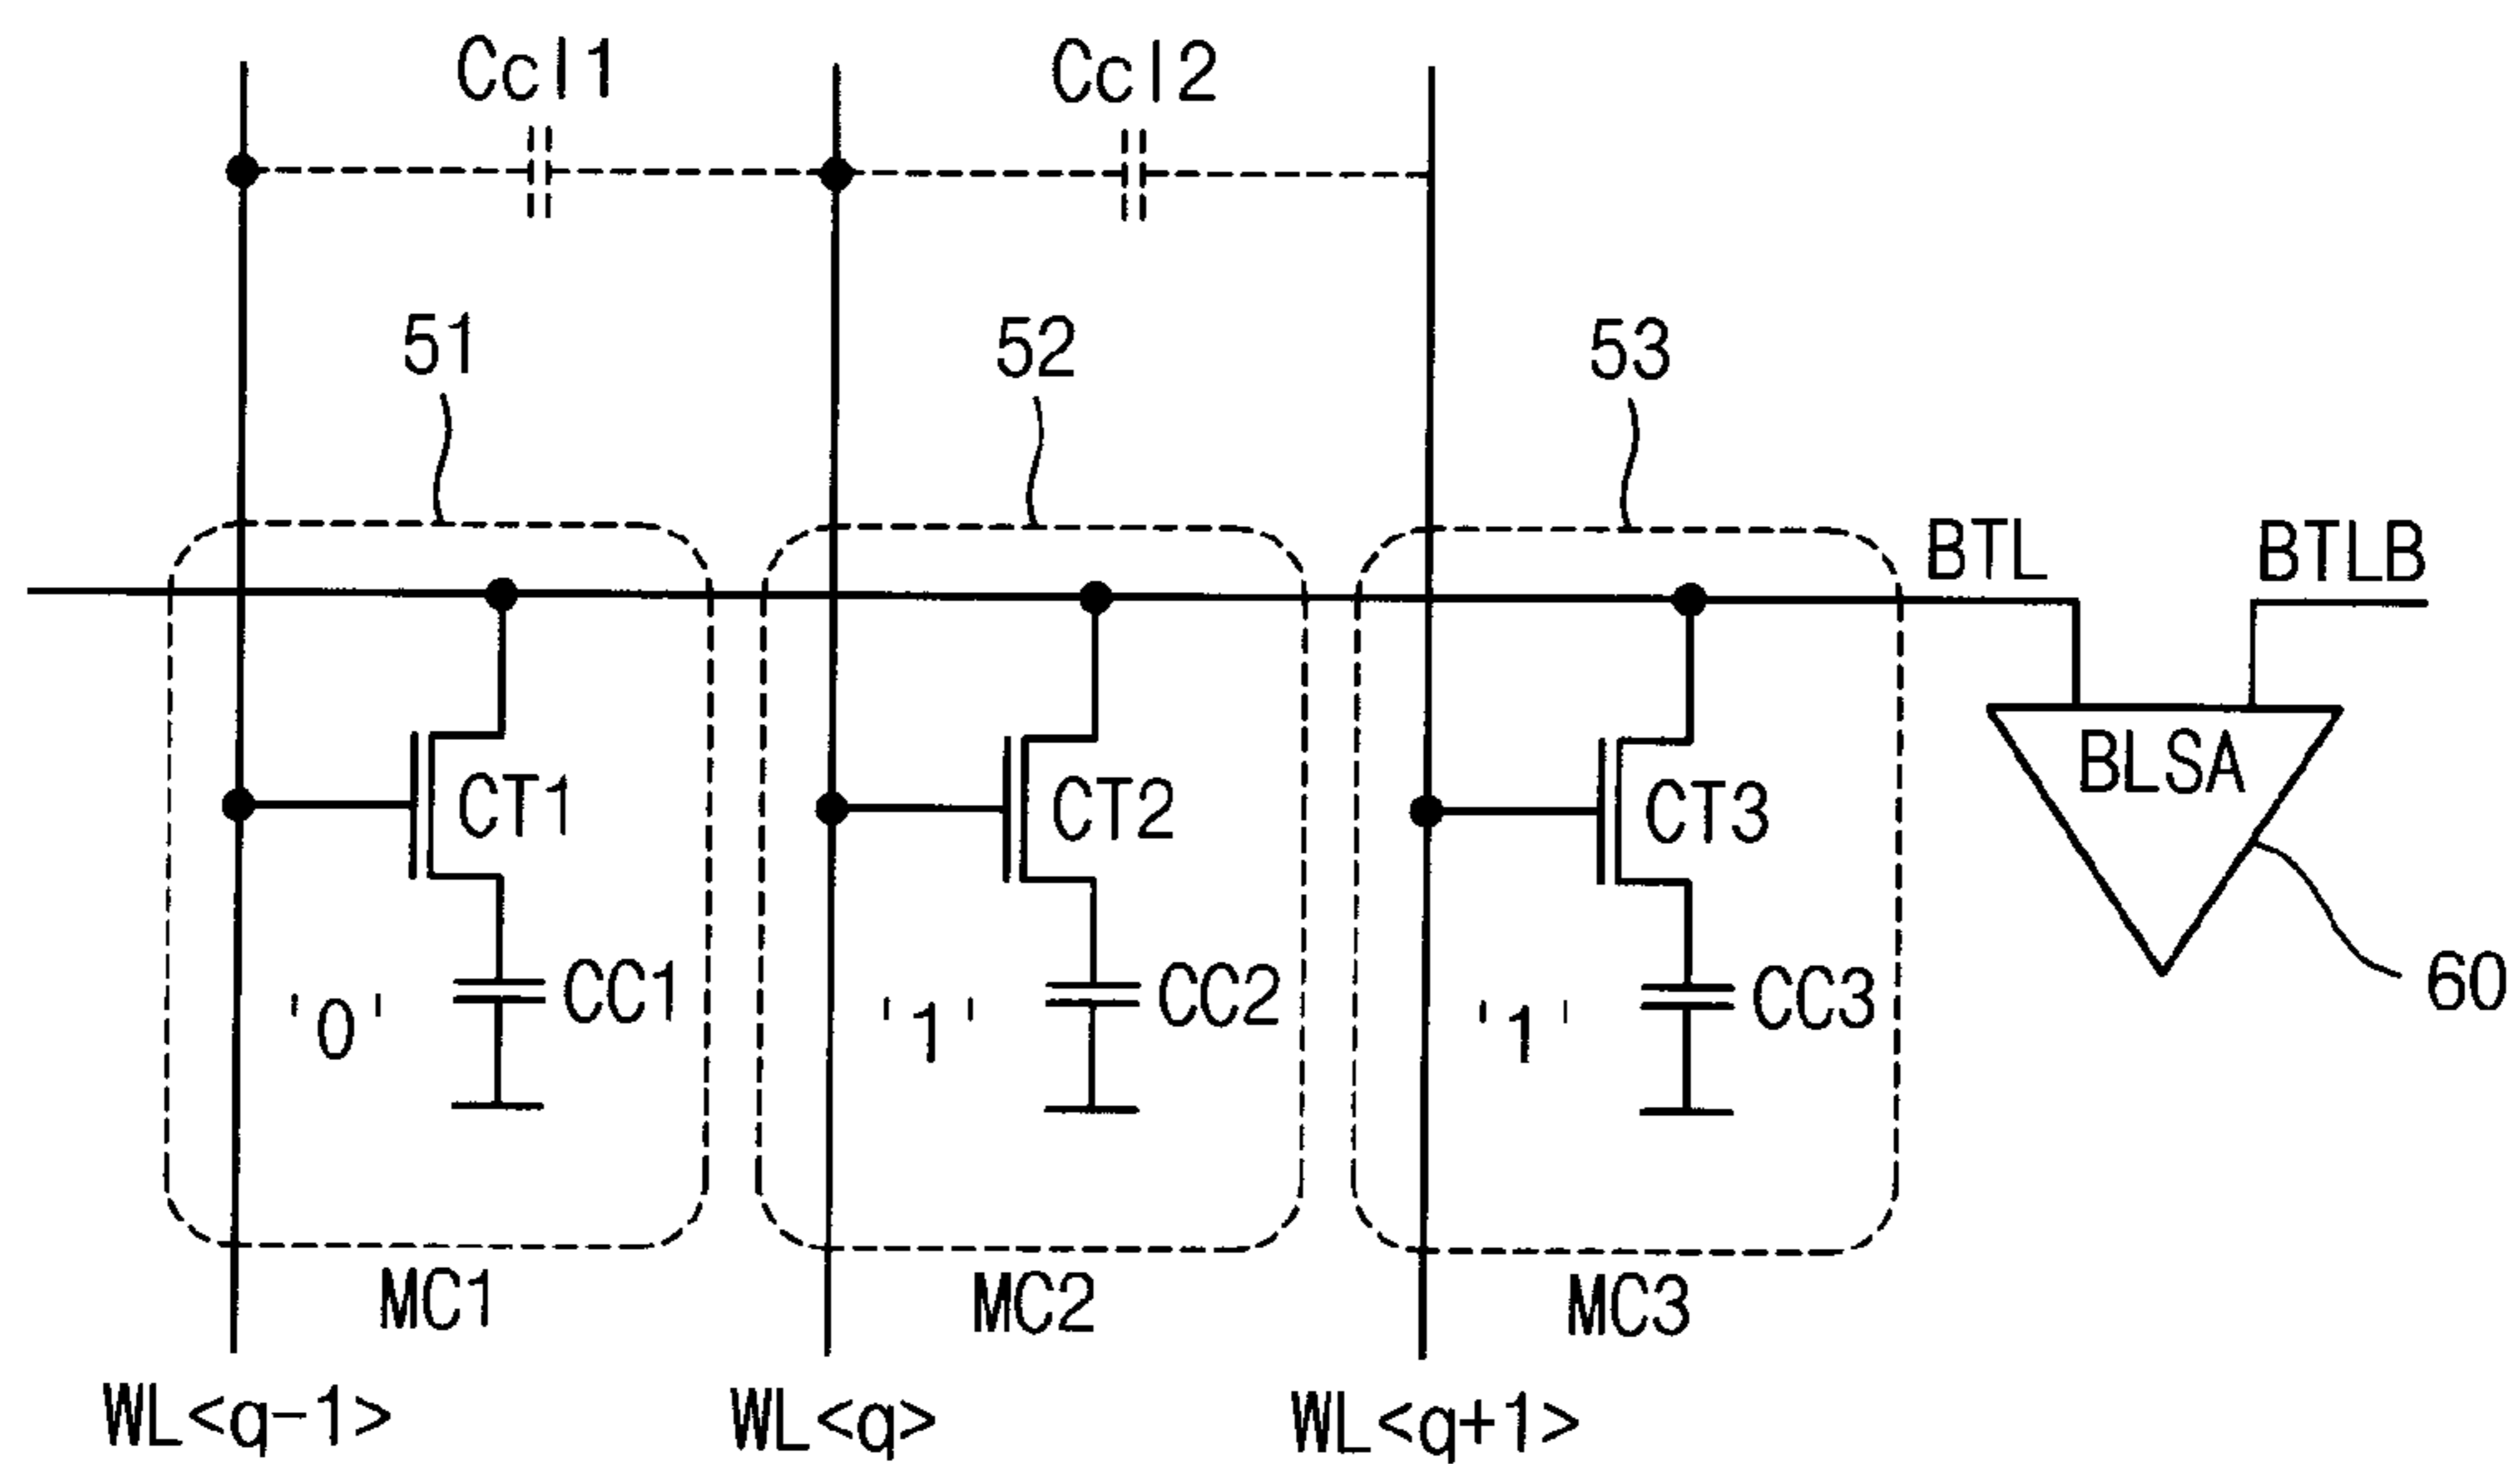 Ccl1
Ccl2
51
52
53
BTL
BTLB
BLSA
CT1
CT2
CT3
CC1
CC2
CC3
60
'0'
'1'
'1'
MC1
MC2
MC3
WL<q-1>
WL<q>
WL<q+1>